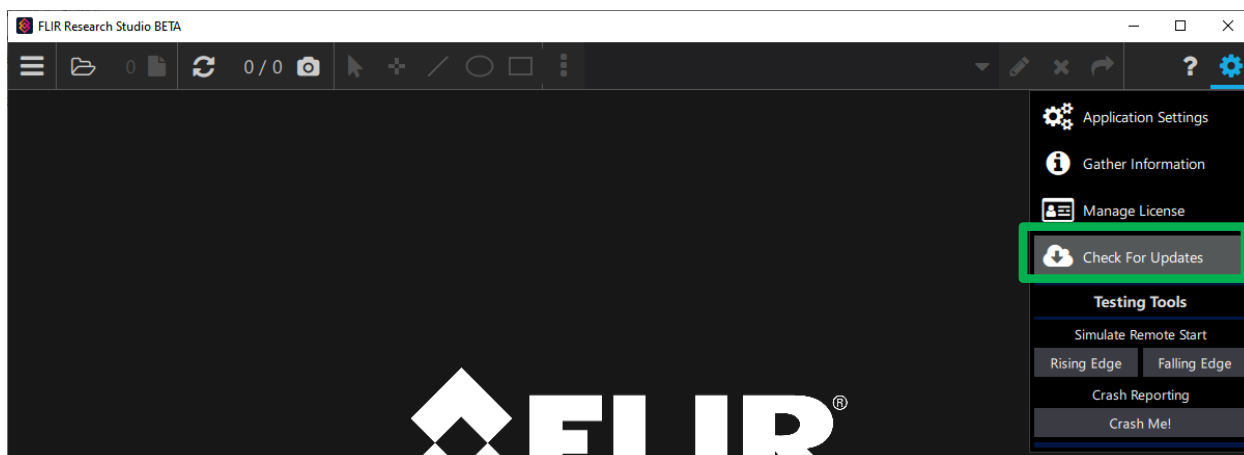 FLIR Research Studio BETA
0 0 / 0 ?
Application Settings
Gather Information
Manage License
Check For Updates
Testing Tools
Simulate Remote Start
Rising Edge Falling Edge
Crash Reporting
Crash Me!
FLIR®